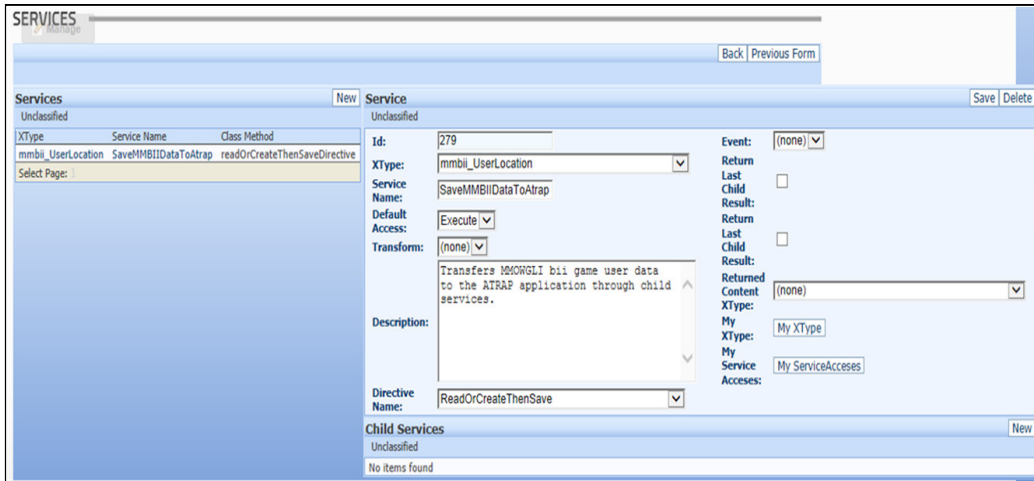 SERVICES
Manage
Back Previous Form
Services New
Unclassified
XType Service Name Class Method
mmbii_UserLocation SaveMMBIIDataToAtrap readOrCreateThenSaveDirective
Select Page: 1
Service Save Delete
Unclassified
Id: 279
XType: mmbii_UserLocation
Service
Name: SaveMMBIIDataToAtrap
Default
Access: Execute
Transform: (none)
Description:
Transfers MMOWGLI bii game user data
to the ATRAP application through child
services.
Directive
Name: ReadOrCreateThenSave
Event: (none)
Return
Last
Child
Result:
Return
Last
Child
Result:
Returned
Content (none)
XType:
My
XType: My XType
My
Service My ServiceAcceses
Acceses:
Child Services New
Unclassified
No items found